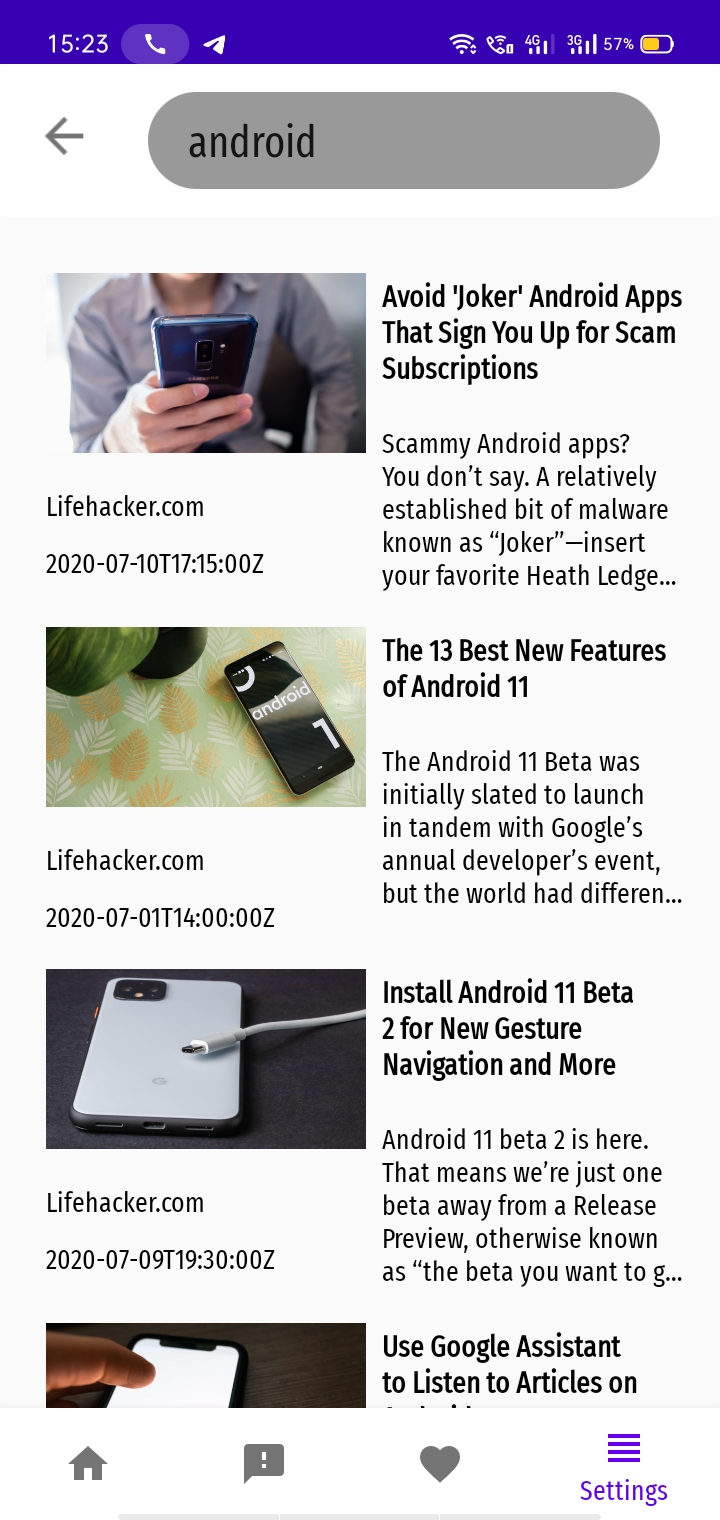 15:23
4G
3G
57%
android
SAMSUNG
Avoid 'Joker' Android Apps
That Sign You Up for Scam
Subscriptions
Scammy Android apps?
You don’t say. A relatively
established bit of malware
known as “Joker”—insert
your favorite Heath Ledge...
Lifehacker.com
2020-07-10T17:15:00Z
android
1
The 13 Best New Features
of Android 11
The Android 11 Beta was
initially slated to launch
in tandem with Google’s
annual developer’s event,
but the world had differen...
Lifehacker.com
2020-07-01T14:00:00Z
Install Android 11 Beta
2 for New Gesture
Navigation and More
Android 11 beta 2 is here.
That means we’re just one
beta away from a Release
Preview, otherwise known
as “the beta you want to g...
Lifehacker.com
2020-07-09T19:30:00Z
Use Google Assistant
to Listen to Articles on
Settings